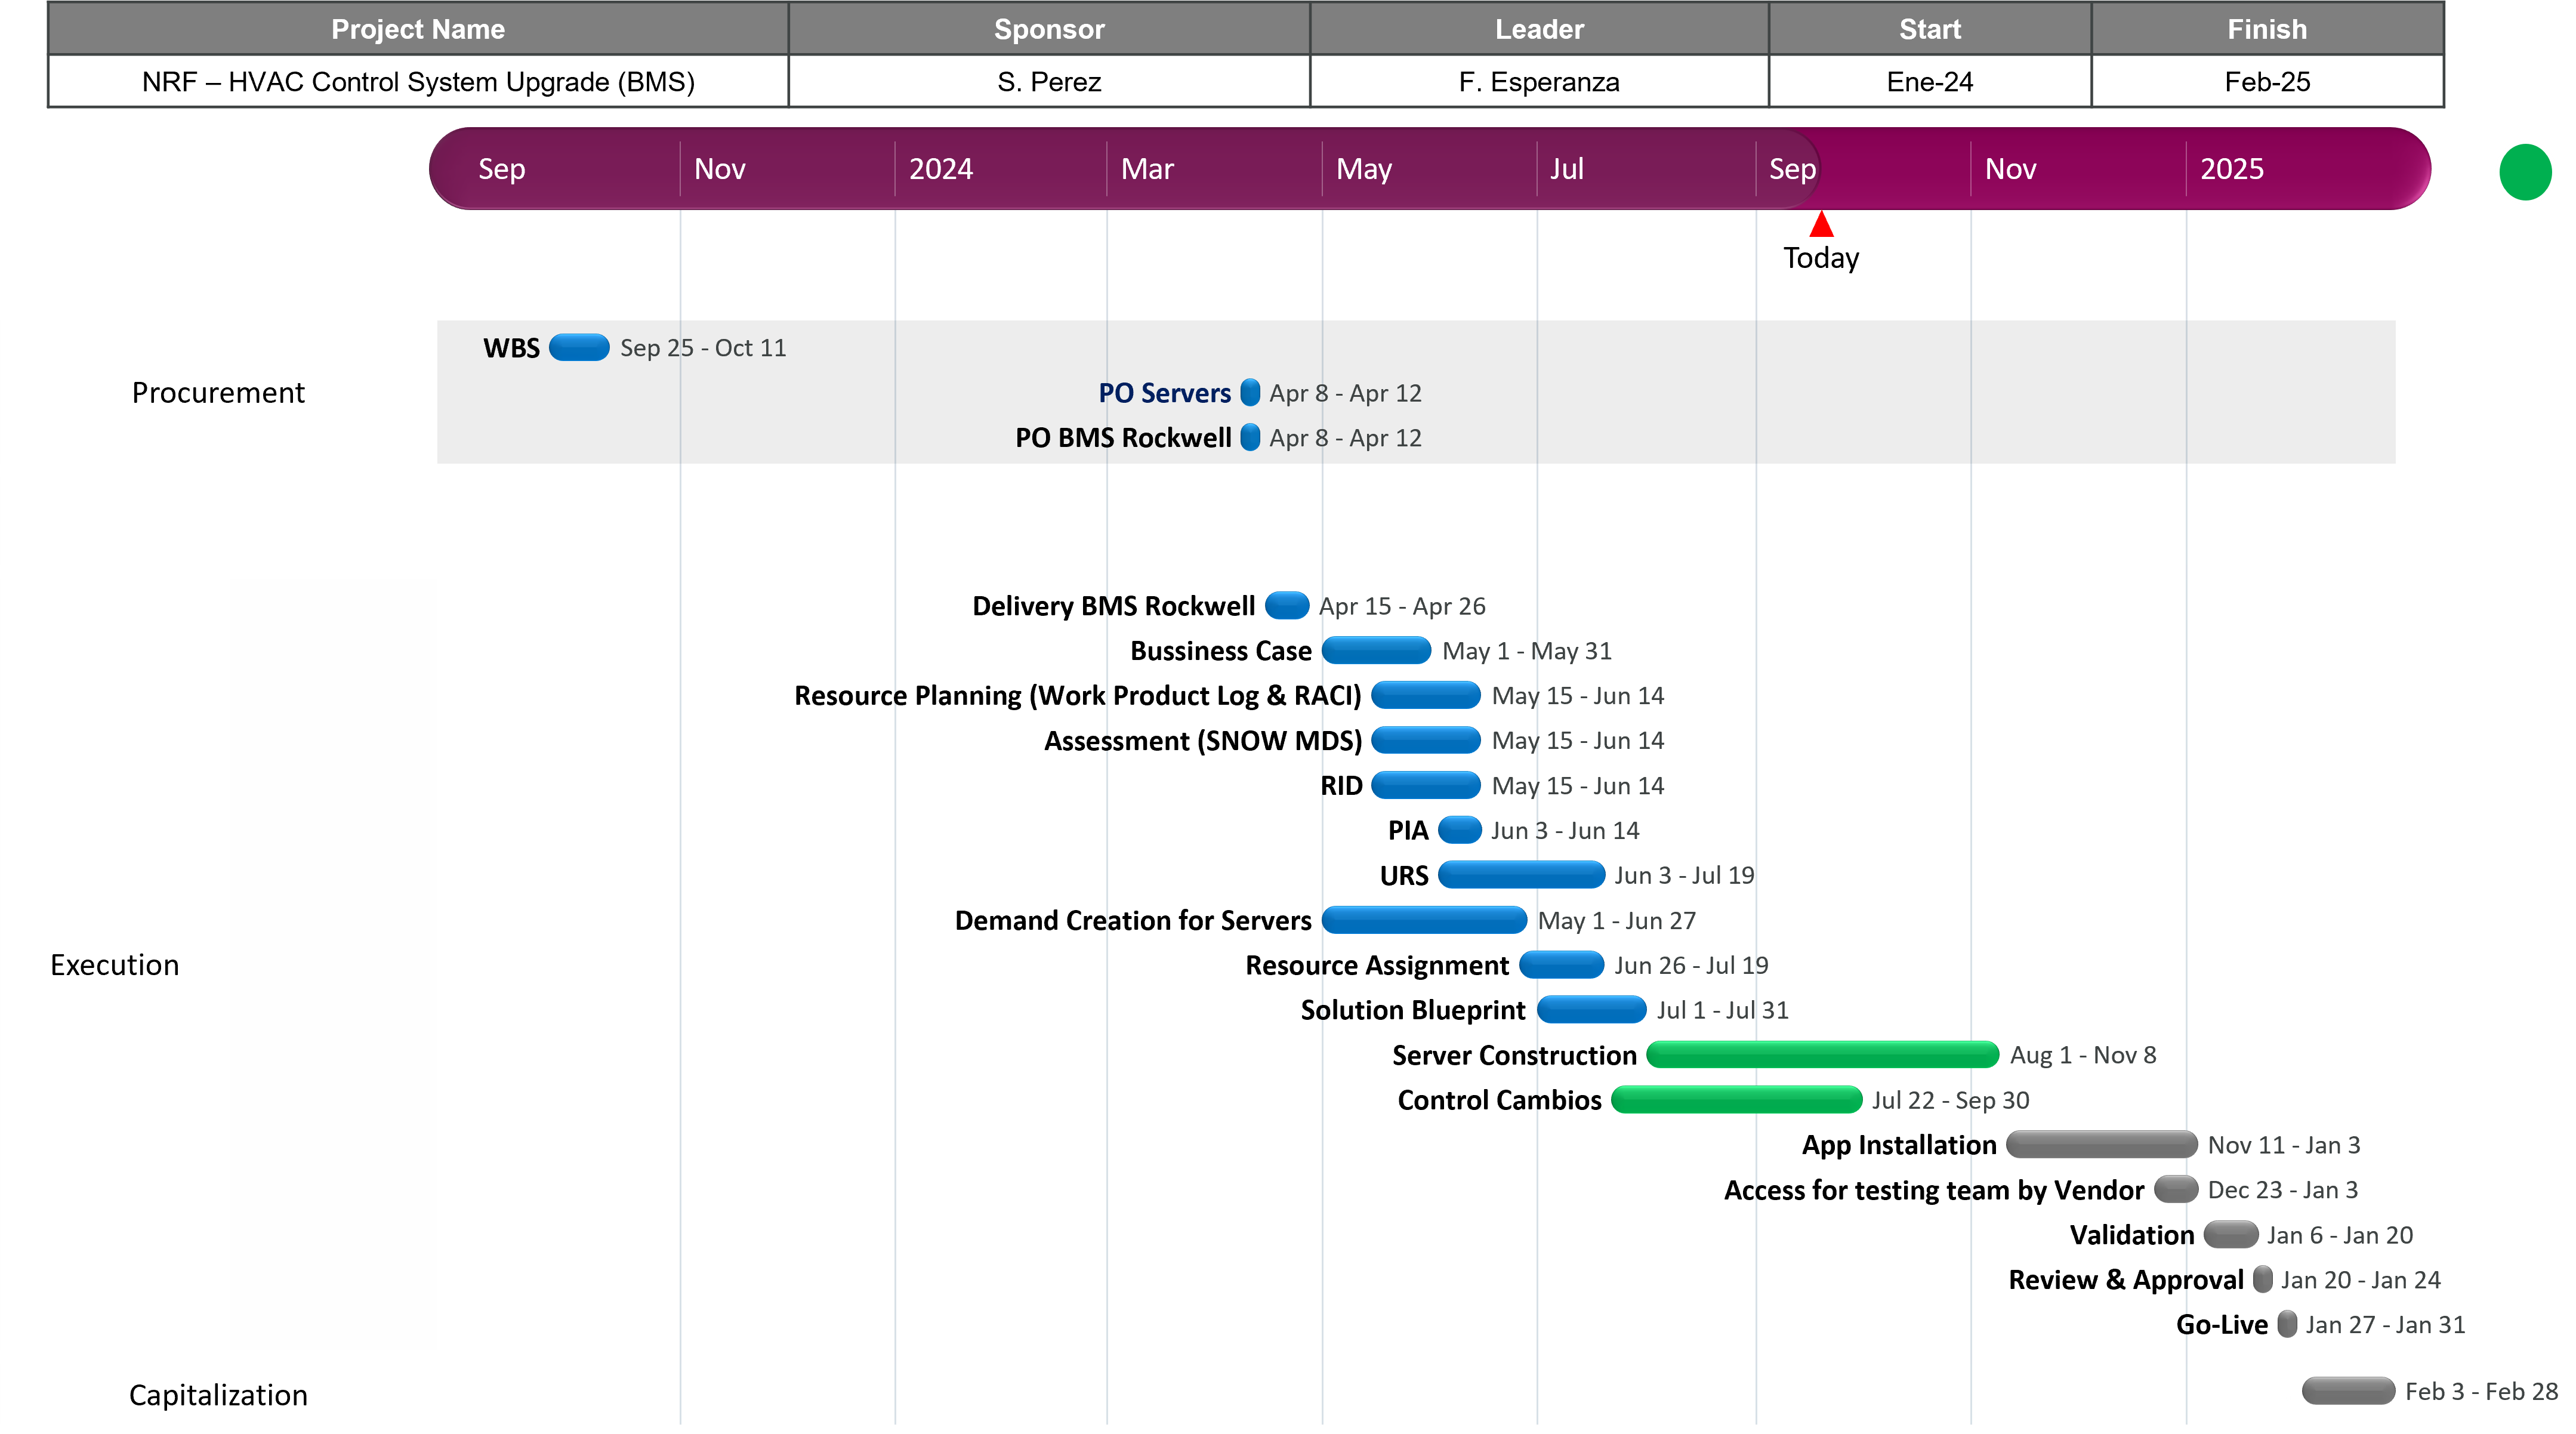 Project Name Sponsor Leader Start Finish
NRF – HVAC Control System Upgrade (BMS) S. Perez F. Esperanza Ene-24 Feb-25
Sep Nov 2024 Mar May Jul Sep Nov 2025
Today
Procurement
WBS Sep 25 - Oct 11
PO Servers Apr 8 - Apr 12
PO BMS Rockwell Apr 8 - Apr 12
Execution
Delivery BMS Rockwell Apr 15 - Apr 26
Bussiness Case May 1 - May 31
Resource Planning (Work Product Log & RACI) May 15 - Jun 14
Assessment (SNOW MDS) May 15 - Jun 14
RID May 15 - Jun 14
PIA Jun 3 - Jun 14
URS Jun 3 - Jul 19
Demand Creation for Servers May 1 - Jun 27
Resource Assignment Jun 26 - Jul 19
Solution Blueprint Jul 1 - Jul 31
Server Construction Aug 1 - Nov 8
Control Cambios Jul 22 - Sep 30
App Installation Nov 11 - Jan 3
Access for testing team by Vendor Dec 23 - Jan 3
Validation Jan 6 - Jan 20
Review & Approval Jan 20 - Jan 24
Go-Live Jan 27 - Jan 31
Capitalization Feb 3 - Feb 28